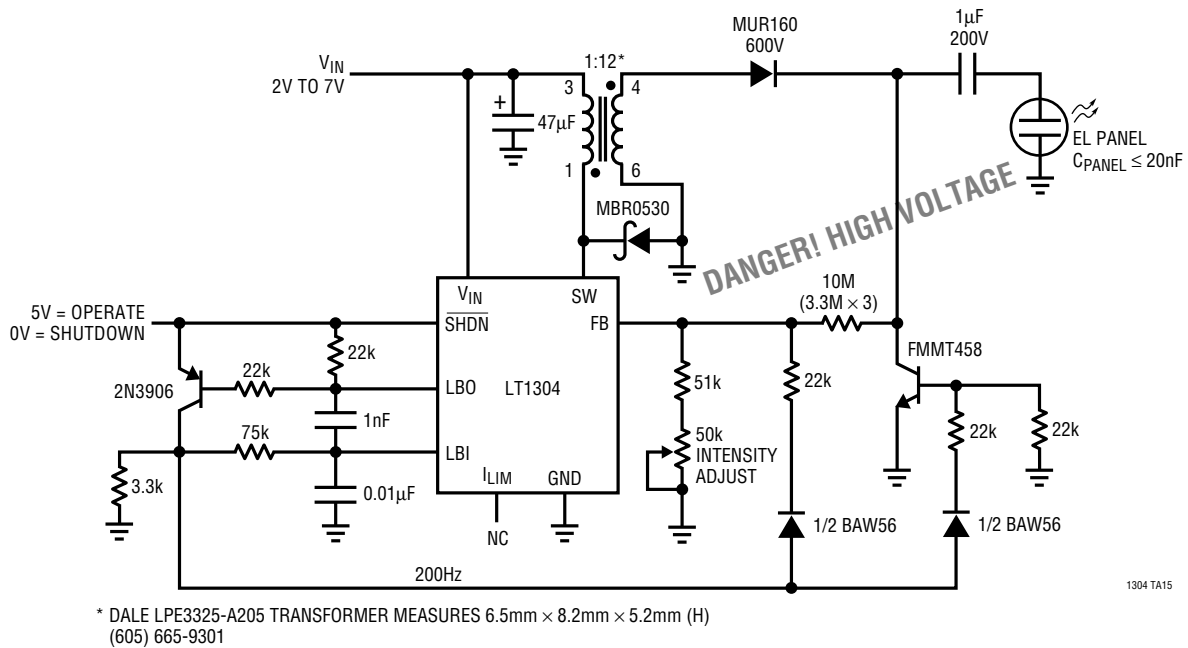 MUR160
600V
1µF
200V
VIN
2V TO 7V
1:12*
3
4
+
47µF
1
6
EL PANEL
CPANEL ≤ 20nF
MBR0530
DANGER! HIGH VOLTAGE
10M
(3.3M × 3)
5V = OPERATE
0V = SHUTDOWN
VIN
SW
SHDN
FB
22k
FMMT458
22k
2N3906
LBO
LT1304
51k
22k
1nF
22k
22k
75k
LBI
50k
INTENSITY
ADJUST
3.3k
0.01µF
ILIM
GND
NC
1/2 BAW56
1/2 BAW56
200Hz
1304 TA15
* DALE LPE3325-A205 TRANSFORMER MEASURES 6.5mm × 8.2mm × 5.2mm (H)
(605) 665-9301